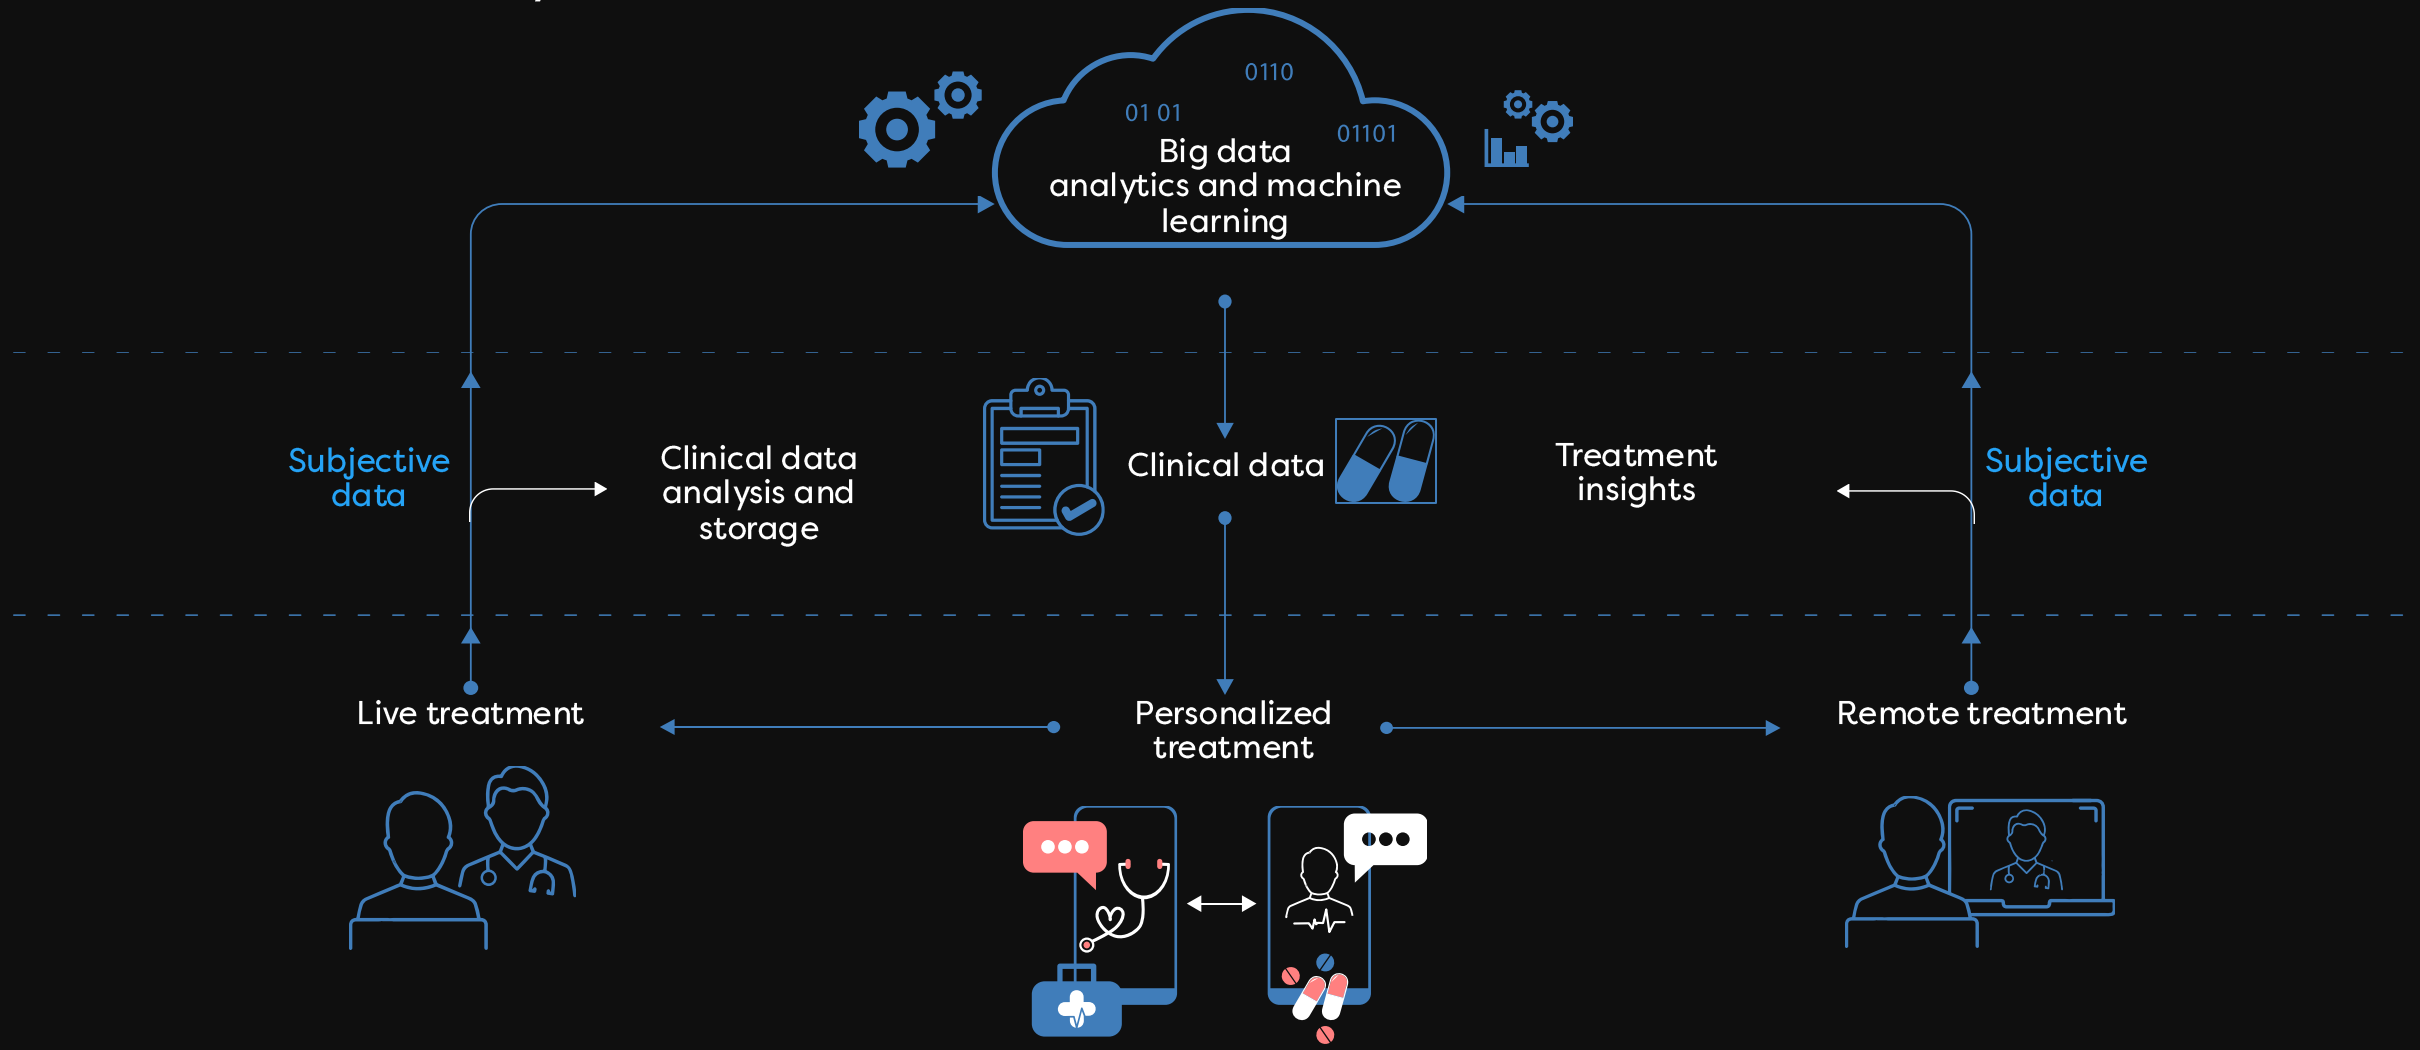 0110
01 01
01101
Big data
analytics and machine
learning
Subjective
data
Clinical data
analysis and
storage
Clinical data
Treatment
insights
Subjective
data
Live treatment
Personalized
treatment
Remote treatment